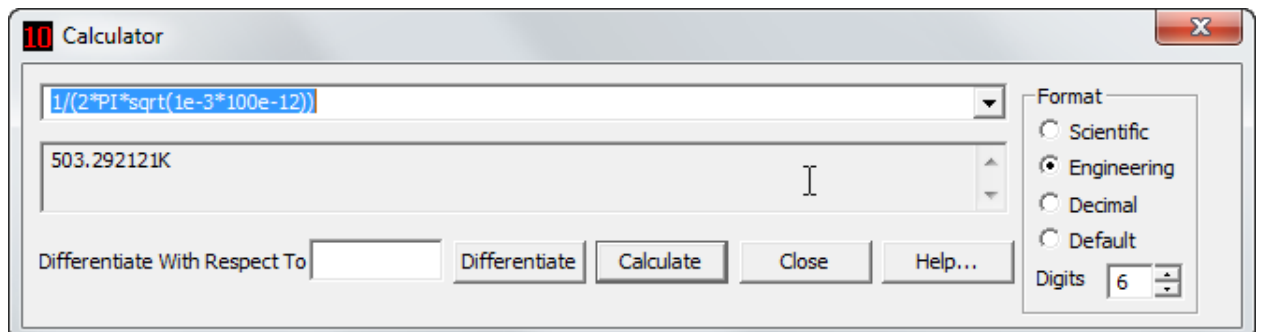 10 Calculator
X
1/(2*PI*sqrt(1e-3*100e-12))
503.292121K
Differentiate With Respect To
Differentiate
Calculate
Close
Help...
Format
Scientific
Engineering
Decimal
Default
Digits 6